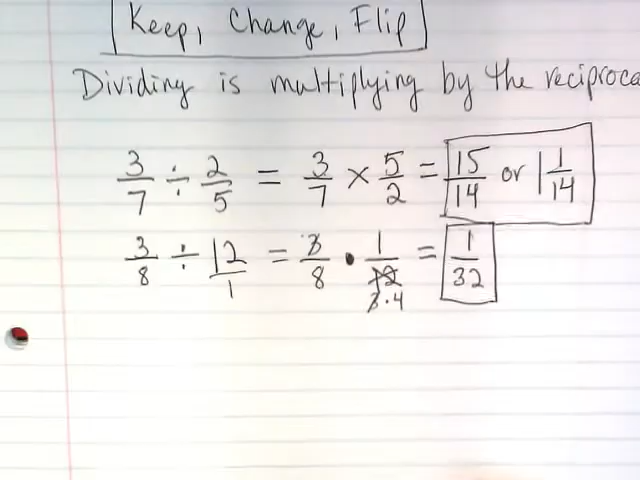 Keep, Change, Flip
Dividing is multiplying by the reciproca
3/7 ÷ 2/5 = 3/7 × 5/2 = 15/14 or 1 1/14
3/8 ÷ 12/1 = 3/8 • 1/12 = 1/32
3·4